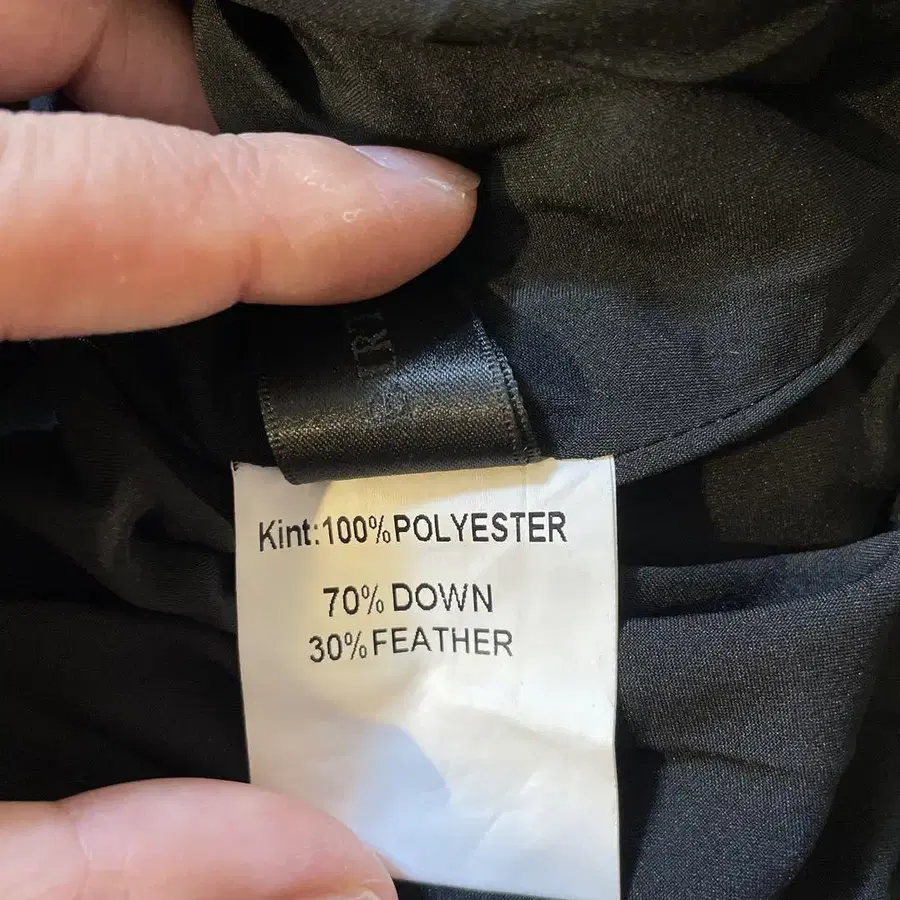 Kint:100%POLYESTER
70% DOWN
30%FEATHER